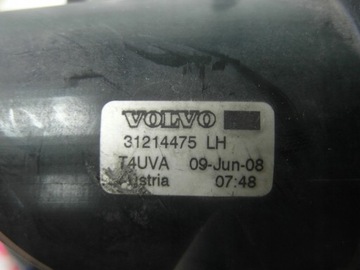 VOLVO
31214475 LH
T4UVA 09-Jun-08
Austria 07:48